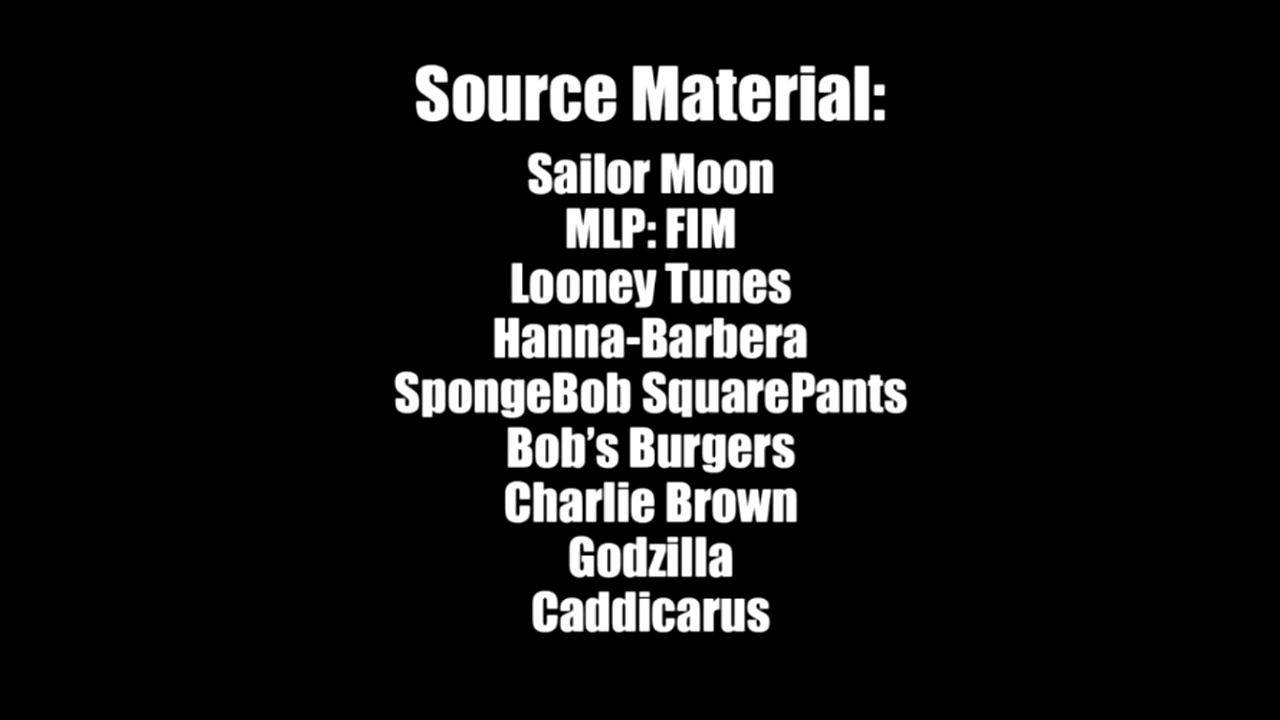 Source Material:
Sailor Moon
MLP: FIM
Looney Tunes
Hanna-Barbera
SpongeBob SquarePants
Bob’s Burgers
Charlie Brown
Godzilla
Caddicarus